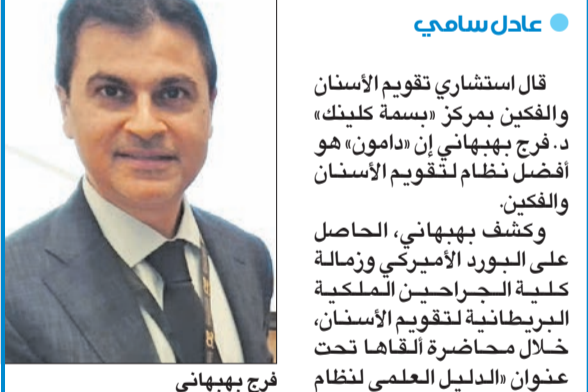 عادل سامي
قال استشاري تقويم الأسنان
والفكين بمركز «بسمة كلينك»
د. فرج بهبهاني إن «دامون» هو
أفضل نظام لتقويم الأسنان
والفكين.
وكشف بهبهاني، الحاصل
على البورد الأميركي وزمالة
كلية الجراحين الملكية
البريطانية لتقويم الأسنان،
خلال محاضرة ألقاها تحت
عنوان «الدليل العلمي لنظام
فرج بهبهاني